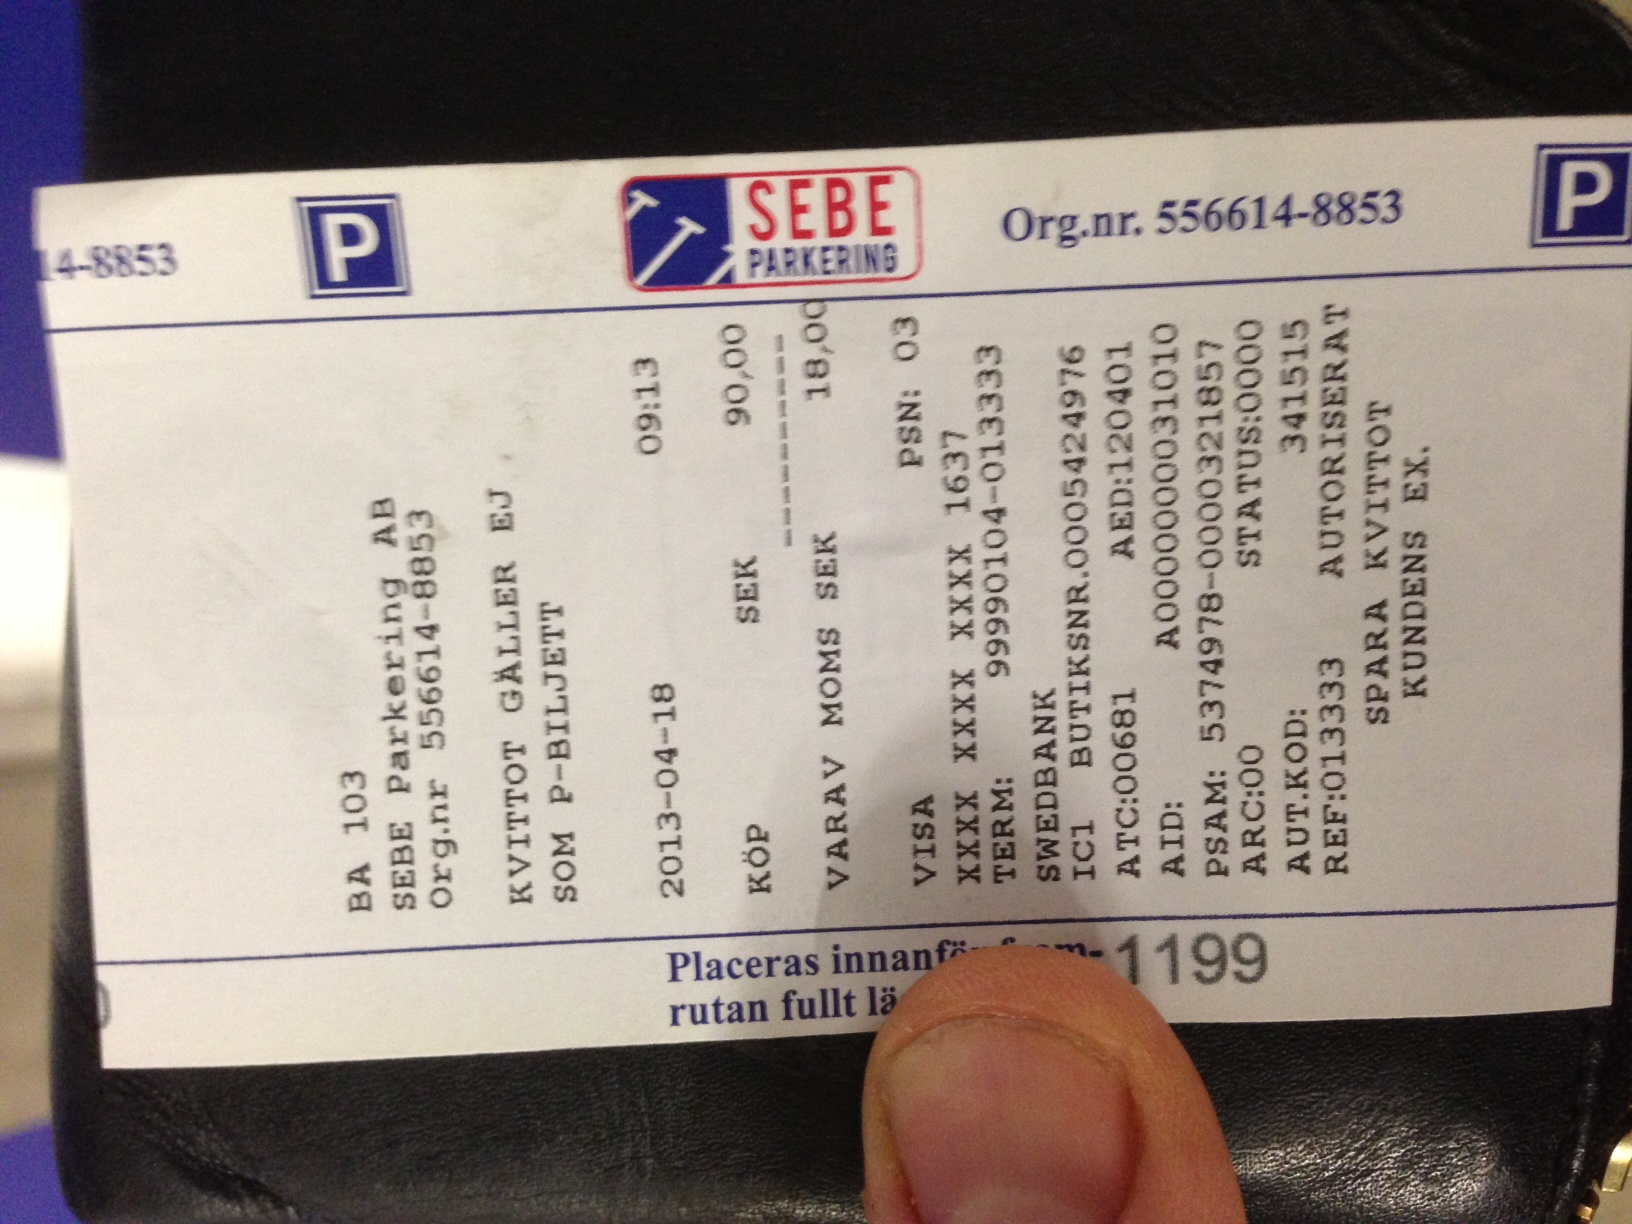 BA 103
SEBE Parkering AB
Org.nr 556614-8853
KVITTOT GÄLLER EJ
SOM P-BILJETT
2013-04-18 09:13
KÖP SEK 90,00
----------
VARAV MOMS SEK 18,00
VISA PSN: 03
XXXX XXXX XXXX 1637
TERM: 99990104-013333
SWEDBANK
IC1 BUTIKSNR.0005424976
ATC:00681 AED:120401
AID: A0000000031010
PSAM: 5374978-0000321857
ARC:00 STATUS:0000
AUT.KOD: 341515
REF:013333 AUTORISERAT
SPARA KVITTOT
KUNDENS EX.
Placeras
rutan fullt
1199
14-8853
P
SEBE
PARKERING
Org.nr. 556614-8853
P